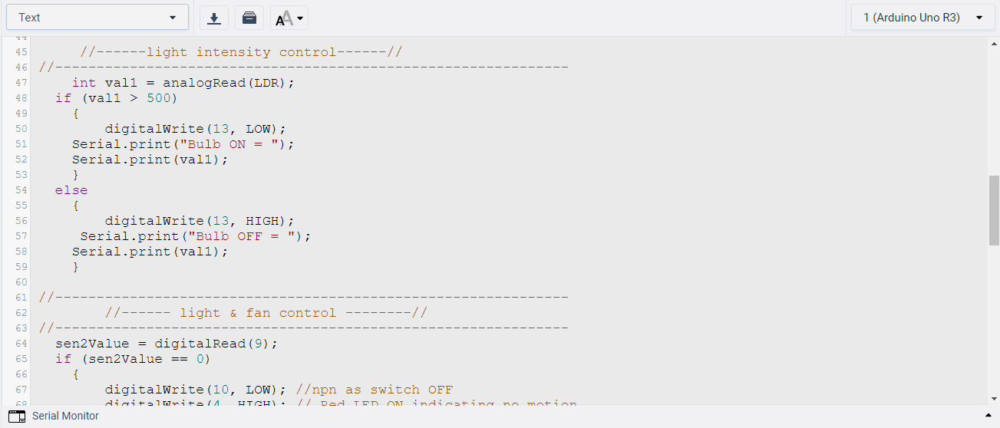 Text
1 (Arduino Uno R3)
44
45 //------light intensity control------//
46 //--------------------------------------------------------------
47 int val1 = analogRead(LDR);
48 if (val1 > 500)
49 {
50 digitalWrite(13, LOW);
51 Serial.print("Bulb ON = ");
52 Serial.print(val1);
53 }
54 else
55 {
56 digitalWrite(13, HIGH);
57 Serial.print("Bulb OFF = ");
58 Serial.print(val1);
59 }
60
61 //--------------------------------------------------------------
62 //------ light & fan control --------//
63 //--------------------------------------------------------------
64 sen2Value = digitalRead(9);
65 if (sen2Value == 0)
66 {
67 digitalWrite(10, LOW); //npn as switch OFF
68 digitalWrite(4, HIGH); // Red LED ON indicating no motion
Serial Monitor